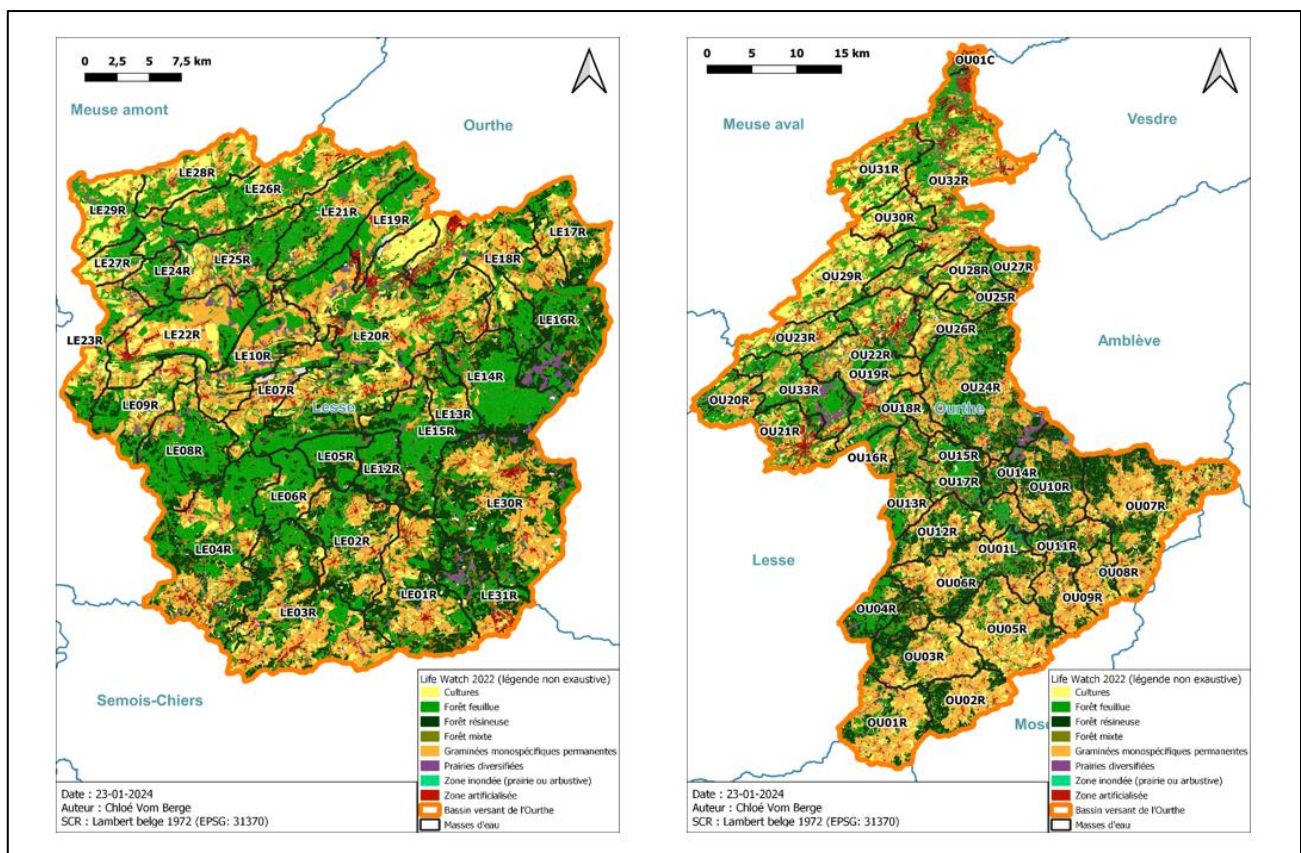 0 2,5 5 7,5 km
Meuse amont
Ourthe
LE28R
LE26R
LE29R
LE21R
LE19R
LE17R
LE27R
LE24R
LE25R
LE18R
LE16R
LE23R
LE22R
LE20R
LE10R
LE14R
LE07R
LE09R
Lesse
LE13R
LE15R
LE08R
LE05R
LE12R
LE06R
LE30R
LE04R
LE02R
LE03R
LE01R
LE31R
Semois-Chiers
Life Watch 2022 (légende non exaustive)
Cultures
Forêt feuillue
Forêt résineuse
Forêt mixte
Graminées monospécifiques permanentes
Prairies diversifiées
Zone inondée (prairie ou arbustive)
Zone artificialisée
Bassin versant de l'Ourthe
Masses d'eau
Date : 23-01-2024
Auteur : Chloé Vom Berge
SCR : Lambert belge 1972 (EPSG: 31370)
0 5 10 15 km
OU01C
Meuse aval
Vesdre
OU31R
OU32R
OU30R
OU29R
OU28R
OU27R
OU25R
OU26R
OU23R
Amblève
OU22R
OU19R
OU33R
OU24R
OU20R
OU18R
Ourthe
OU21R
OU16R
OU15R
OU14R
OU17R
OU10R
OU13R
OU07R
OU12R
OU01L
OU11R
Lesse
OU06R
OU08R
OU09R
OU04R
OU05R
OU03R
OU02R
OU01R
Mose
Life Watch 2022 (légende non exaustive)
Cultures
Forêt feuillue
Forêt résineuse
Forêt mixte
Graminées monospécifiques permanentes
Prairies diversifiées
Zone inondée (prairie ou arbustive)
Zone artificialisée
Bassin versant de l'Ourthe
Masses d'eau
Date : 23-01-2024
Auteur : Chloé Vom Berge
SCR : Lambert belge 1972 (EPSG: 31370)